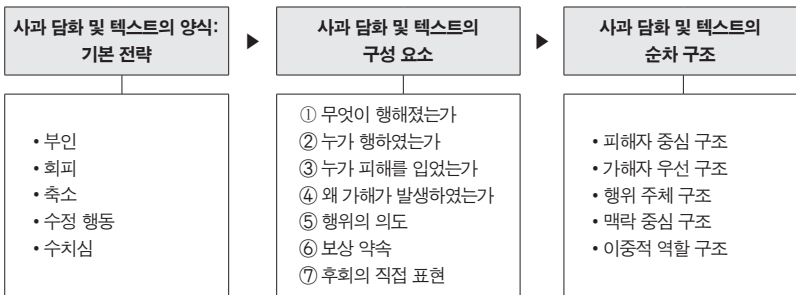 사과 담화 및 텍스트의 양식:
기본 전략
▶
사과 담화 및 텍스트의
구성 요소
▶
사과 담화 및 텍스트의
순차 구조
• 부인
• 회피
• 축소
• 수정 행동
• 수치심
① 무엇이 행해졌는가
② 누가 행하였는가
③ 누가 피해를 입었는가
④ 왜 가해가 발생하였는가
⑤ 행위의 의도
⑥ 보상 약속
⑦ 후회의 직접 표현
• 피해자 중심 구조
• 가해자 우선 구조
• 행위 주체 구조
• 맥락 중심 구조
• 이중적 역할 구조